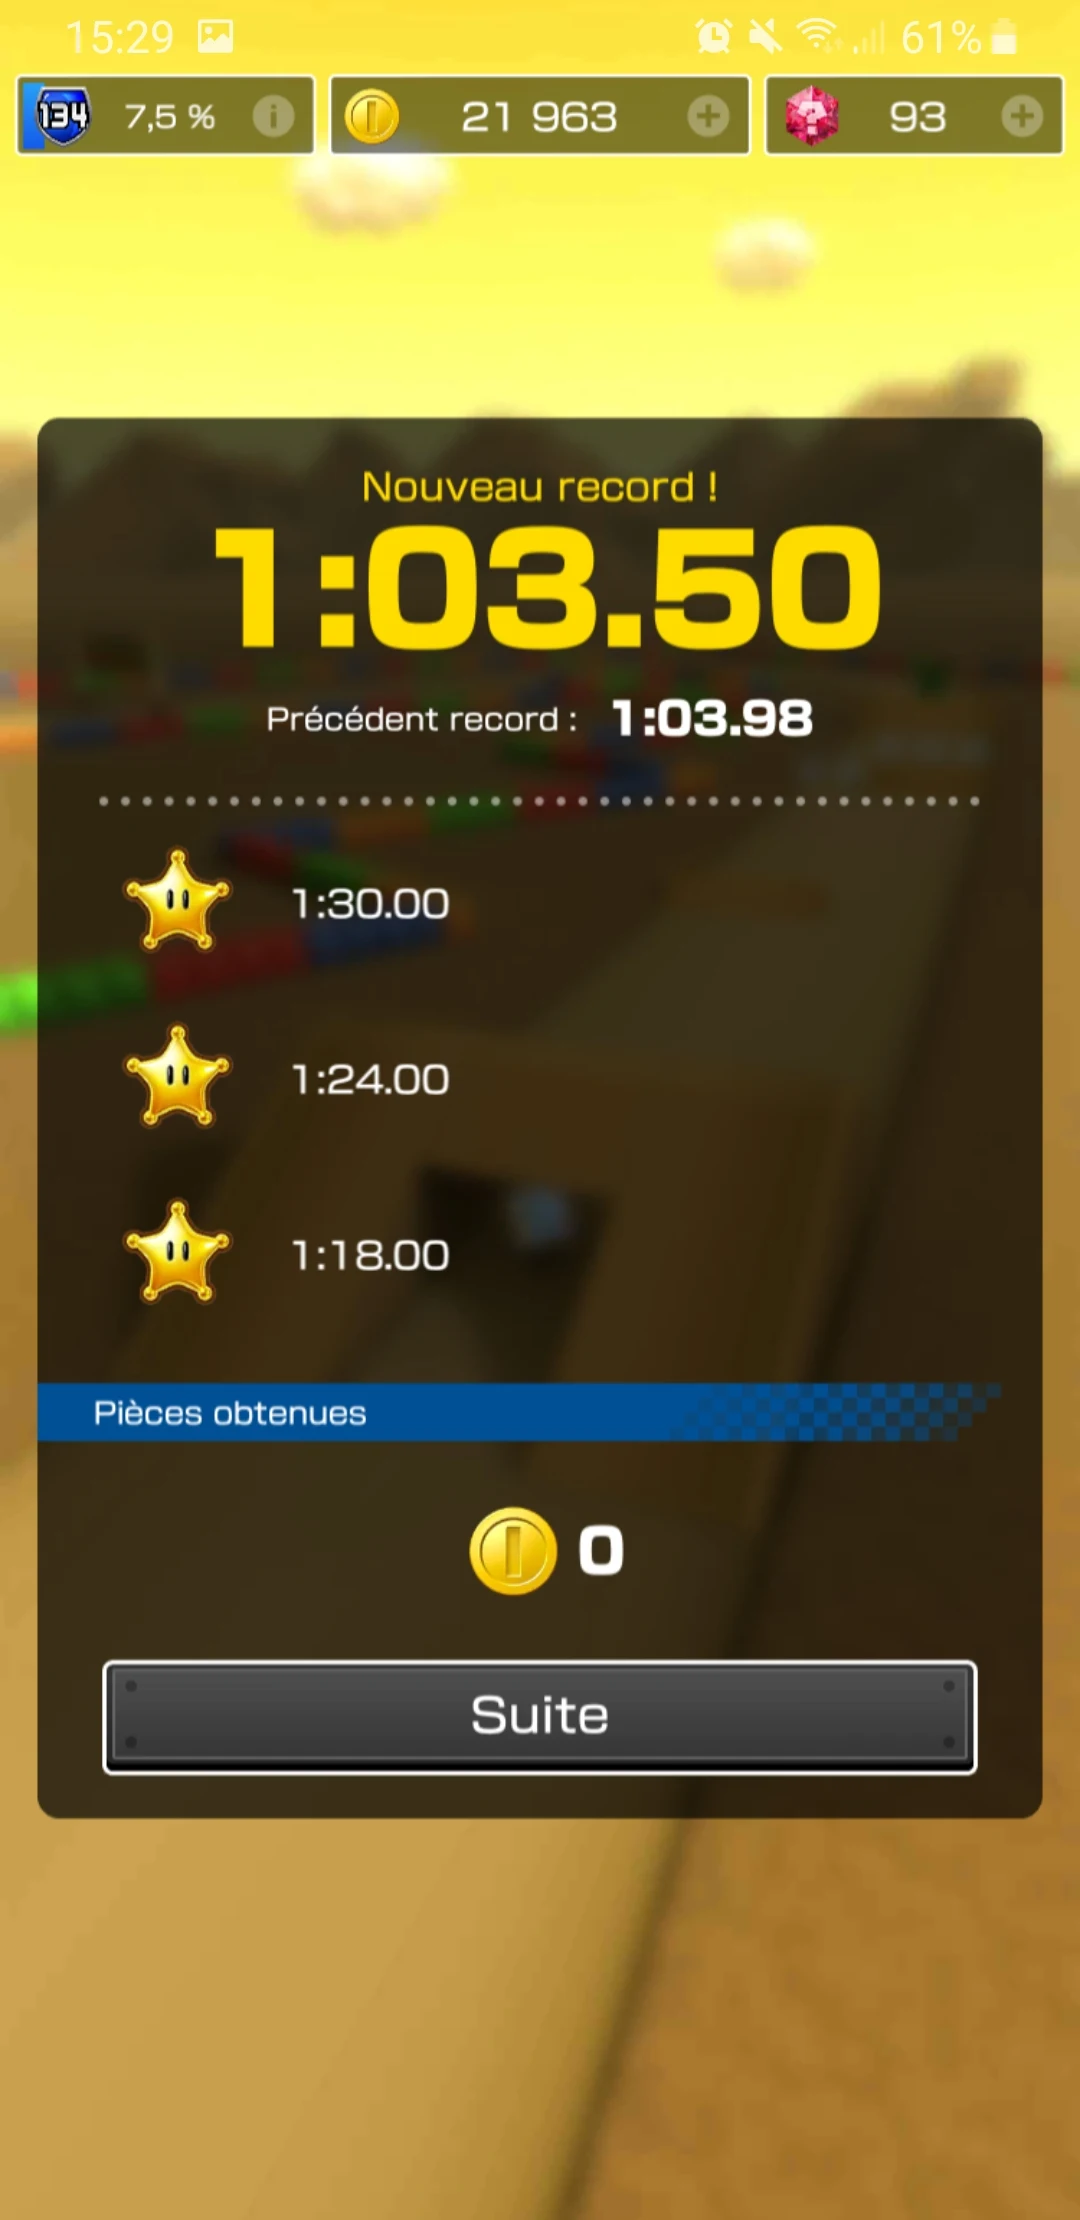 15:29 61%
134 7,5 % 21 963 93
Nouveau record !
1:03.50
Précédent record : 1:03.98
1:30.00
1:24.00
1:18.00
Pièces obtenues
0
Suite